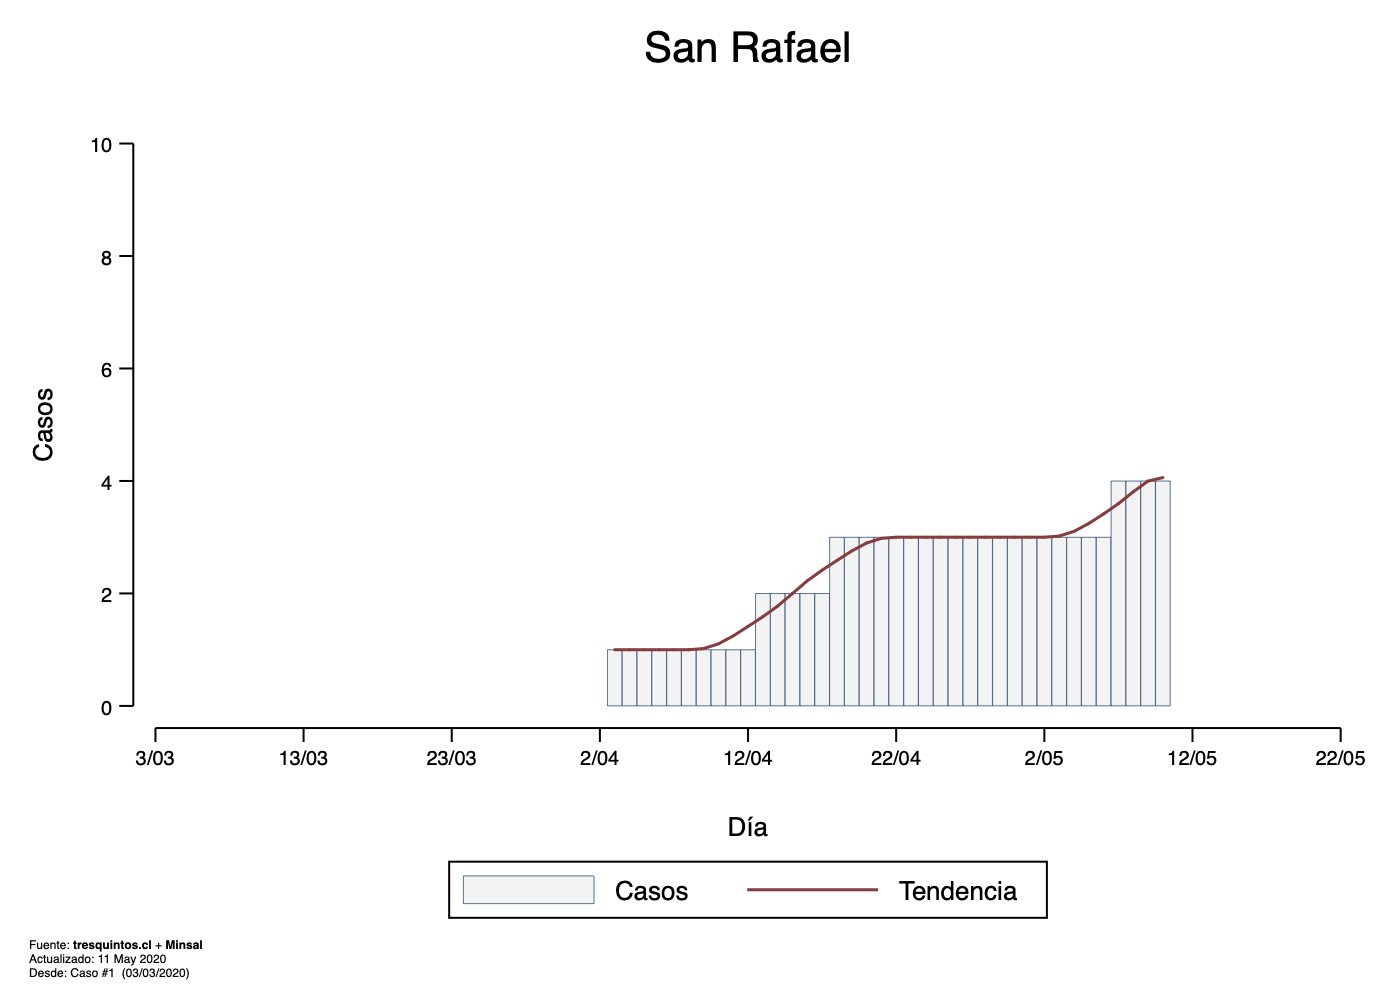 San Rafael
10
8
6
4
2
0
Casos
3/03 13/03 23/03 2/04 12/04 22/04 2/05 12/05 22/05
Día
Casos Tendencia
Fuente: tresquintos.cl + Minsal
Actualizado: 11 May 2020
Desde: Caso #1 (03/03/2020)